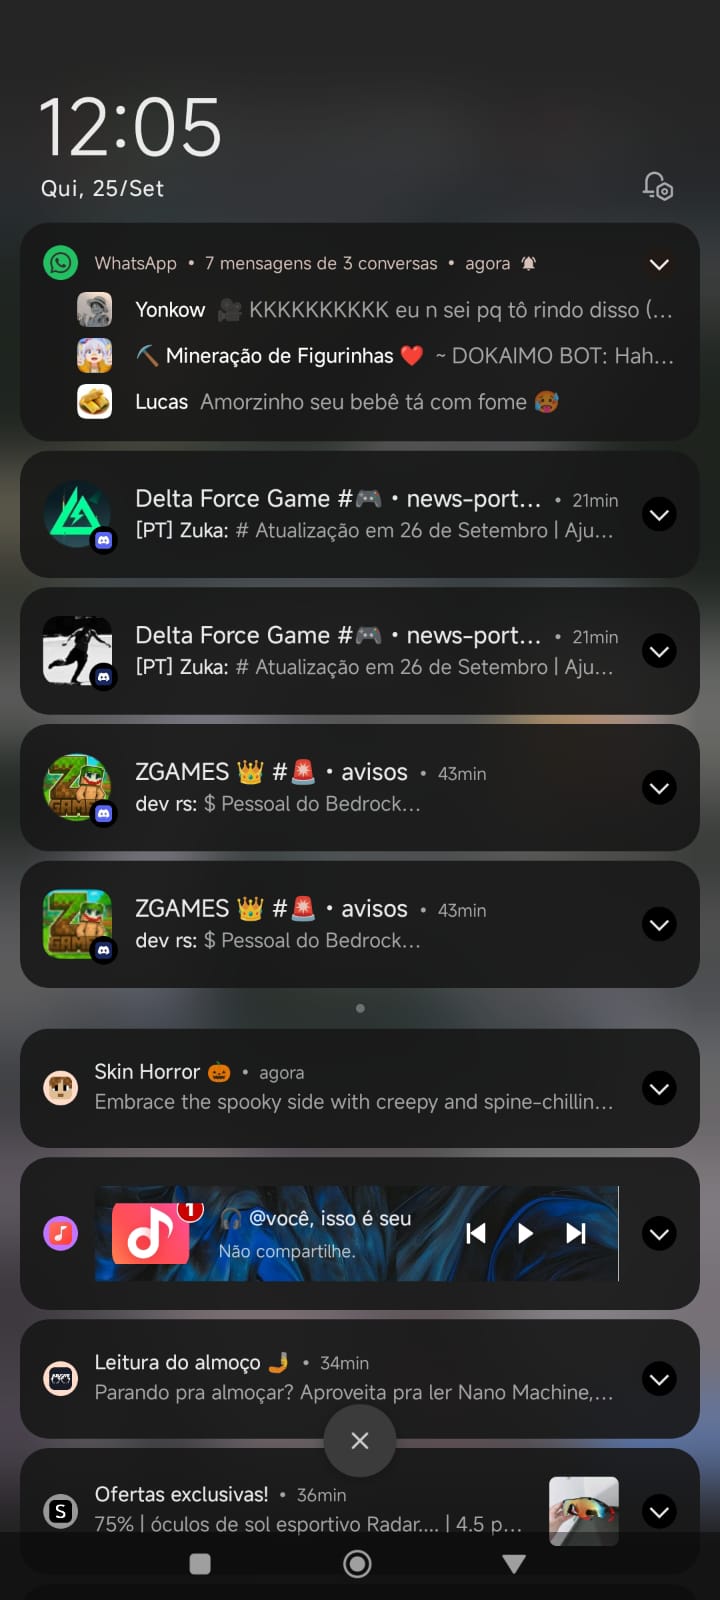 12:05
Qui, 25/Set
WhatsApp • 7 mensagens de 3 conversas • agora
Yonkow 🎥 KKKKKKKKKK eu n sei pq tô rindo disso (...
⛏️ Mineração de Figurinhas ❤️ ~ DOKAIMO BOT: Hah...
Lucas Amorzinho seu bebê tá com fome 🥵
Delta Force Game #🎮 • news-port... • 21min
[PT] Zuka: # Atualização em 26 de Setembro | Aju...
Delta Force Game #🎮 • news-port... • 21min
[PT] Zuka: # Atualização em 26 de Setembro | Aju...
ZGAMES 👑 #🚨 • avisos • 43min
dev rs: $ Pessoal do Bedrock...
ZGAMES 👑 #🚨 • avisos • 43min
dev rs: $ Pessoal do Bedrock...
Skin Horror 🎃 • agora
Embrace the spooky side with creepy and spine-chillin...
1
🎧 @você, isso é seu
Não compartilhe.
Leitura do almoço 🤳 • 34min
Parando pra almoçar? Aproveita pra ler Nano Machine,...
S
Ofertas exclusivas! • 36min
75% | óculos de sol esportivo Radar.... | 4.5 p...